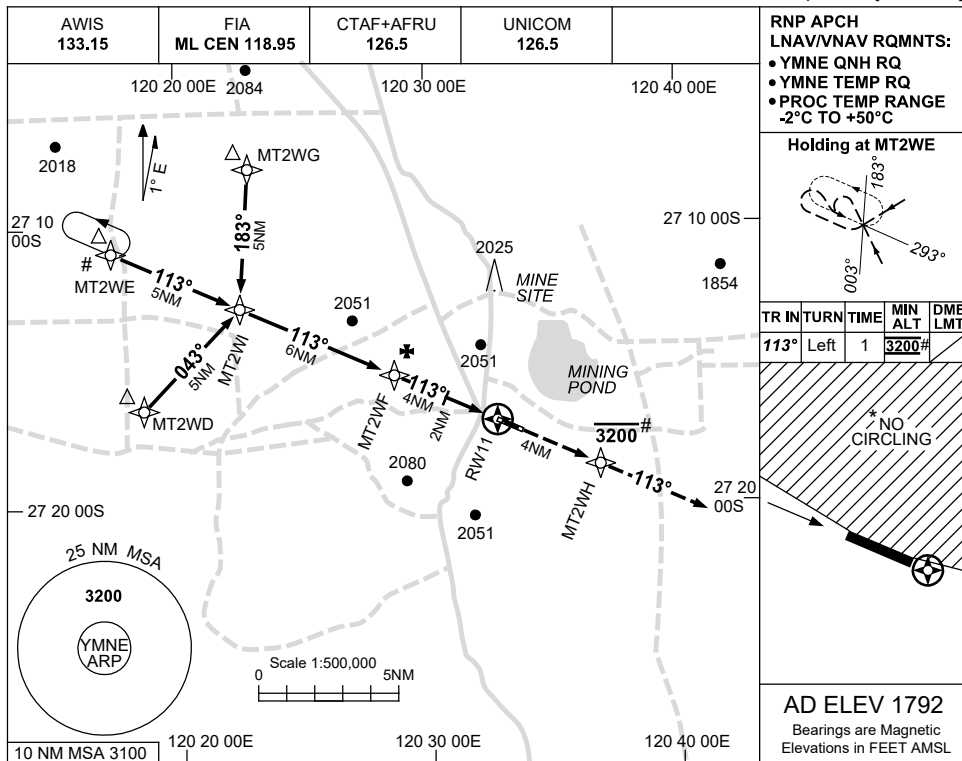 AWIS
133.15
FIA
ML CEN 118.95
CTAF+AFRU
126.5
UNICOM
126.5
RNP APCH
LNAV/VNAV RQMNTS:
• YMNE QNH RQ
• YMNE TEMP RQ
• PROC TEMP RANGE
-2°C TO +50°C
120 20 00E
120 30 00E
120 40 00E
2084
2018
1° E
MT2WG
183°
5NM
27 10
00S
27 10 00S
#
MT2WE
113°
5NM
2025
MINE
SITE
1854
113°
6NM
2051
2051
MINING
POND
043°
5NM
MT2WI
MT2WD
MT2WF
113°
4NM
2NM
RW11
4NM
3200#
MT2WH
113°
2080
2051
27 20 00S
27 20
00S
25 NM MSA
3200
YMNE
ARP
10 NM MSA 3100
Scale 1:500,000
0 5NM
120 20 00E
120 30 00E
120 40 00E
Holding at MT2WE
183°
293°
003°
TR IN TURN TIME MIN ALT DME LMT
113° Left 1 3200#
* NO
CIRCLING
AD ELEV 1792
Bearings are Magnetic
Elevations in FEET AMSL